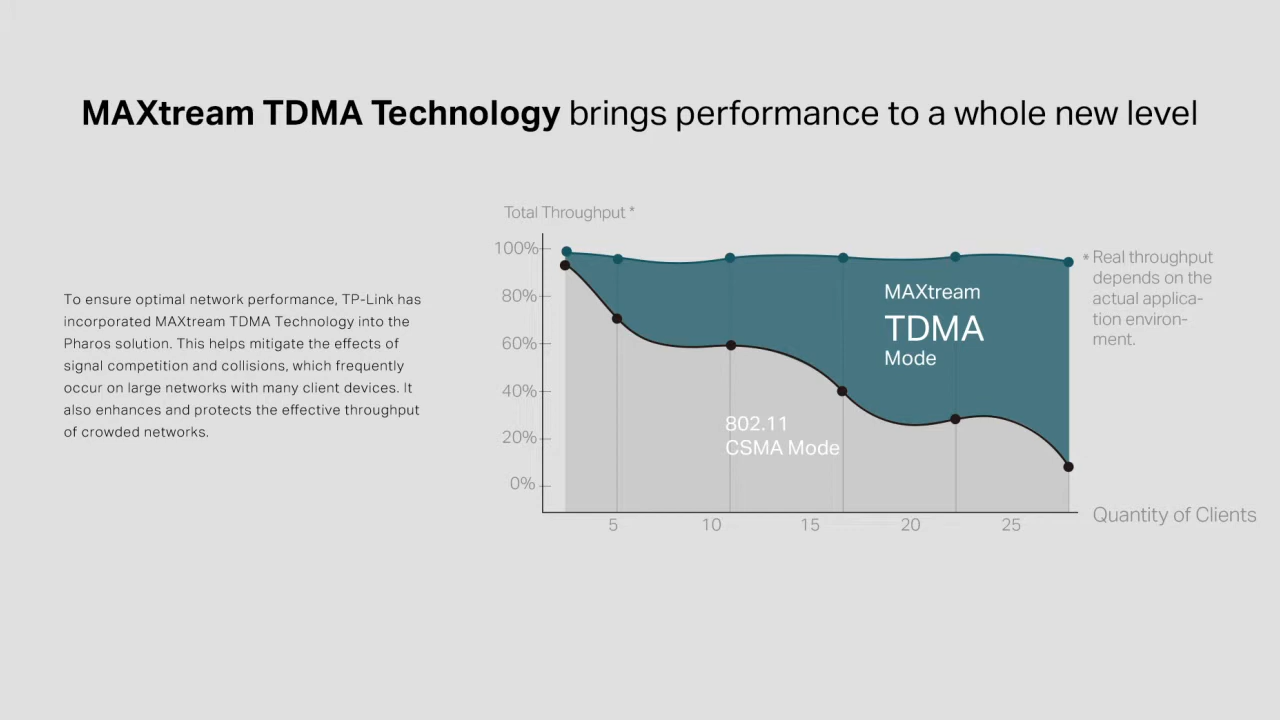 MAXtream TDMA Technology brings performance to a whole new level
To ensure optimal network performance, TP-Link has
incorporated MAXtream TDMA Technology into the
Pharos solution. This helps mitigate the effects of
signal competition and collisions, which frequently
occur on large networks with many client devices. It
also enhances and protects the effective throughput
of crowded networks.
Total Throughput *
100%
80%
60%
40%
20%
0%
MAXtream
TDMA
Mode
802.11
CSMA Mode
5 10 15 20 25
Quantity of Clients
* Real throughput
depends on the
actual applica-
tion environ-
ment.